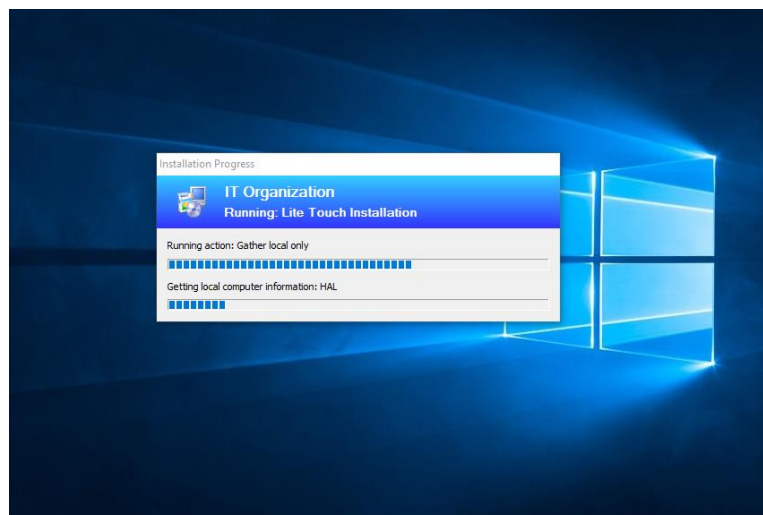 Installation Progress
IT Organization
Running: Lite Touch Installation
Running action: Gather local only
Getting local computer information: HAL